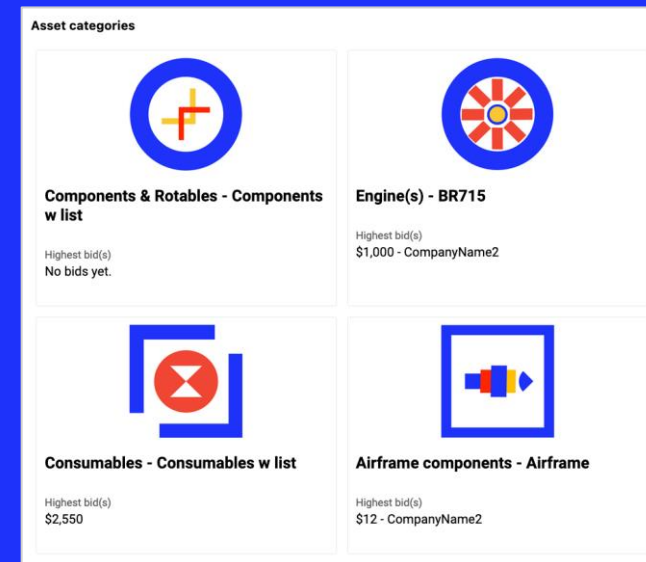 Asset categories
Components & Rotables - Components
w list
Highest bid(s)
No bids yet.
Engine(s) - BR715
Highest bid(s)
$1,000 - CompanyName2
Consumables - Consumables w list
Highest bid(s)
$2,550
Airframe components - Airframe
Highest bid(s)
$12 - CompanyName2